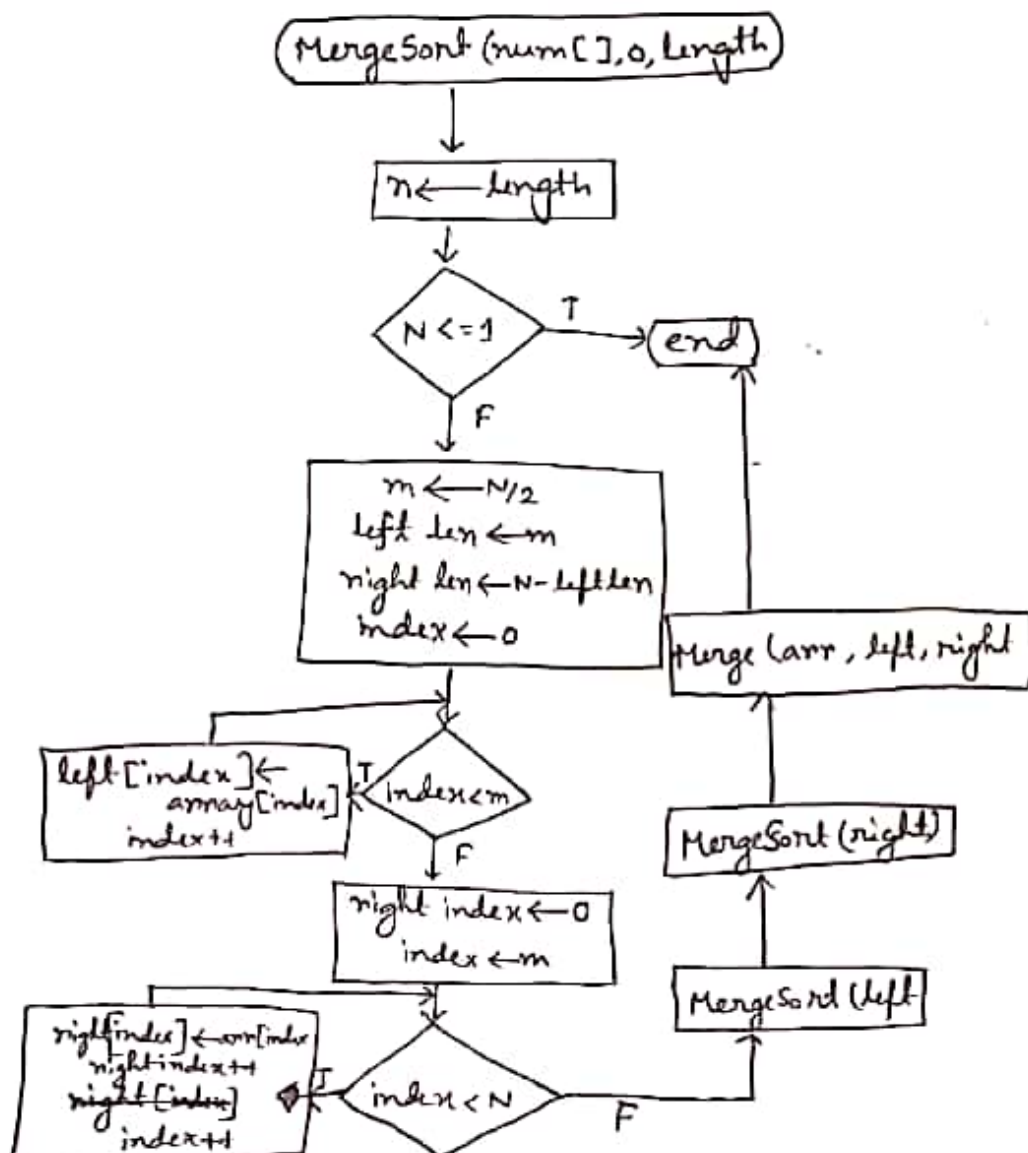 MergeSort (num[],0,length
n← length
N<=1
T
end
F
m←N/2
left len ←m
right len←N-leftlen
index←0
left[index]←
array[index]
index++
T
index<m
F
right index←0
index←m
right[index]←arr[index
rightindex++
right[index]
index++
T
index<N
F
MergeSort(left
MergeSort(right)
Merge(arr, left, right